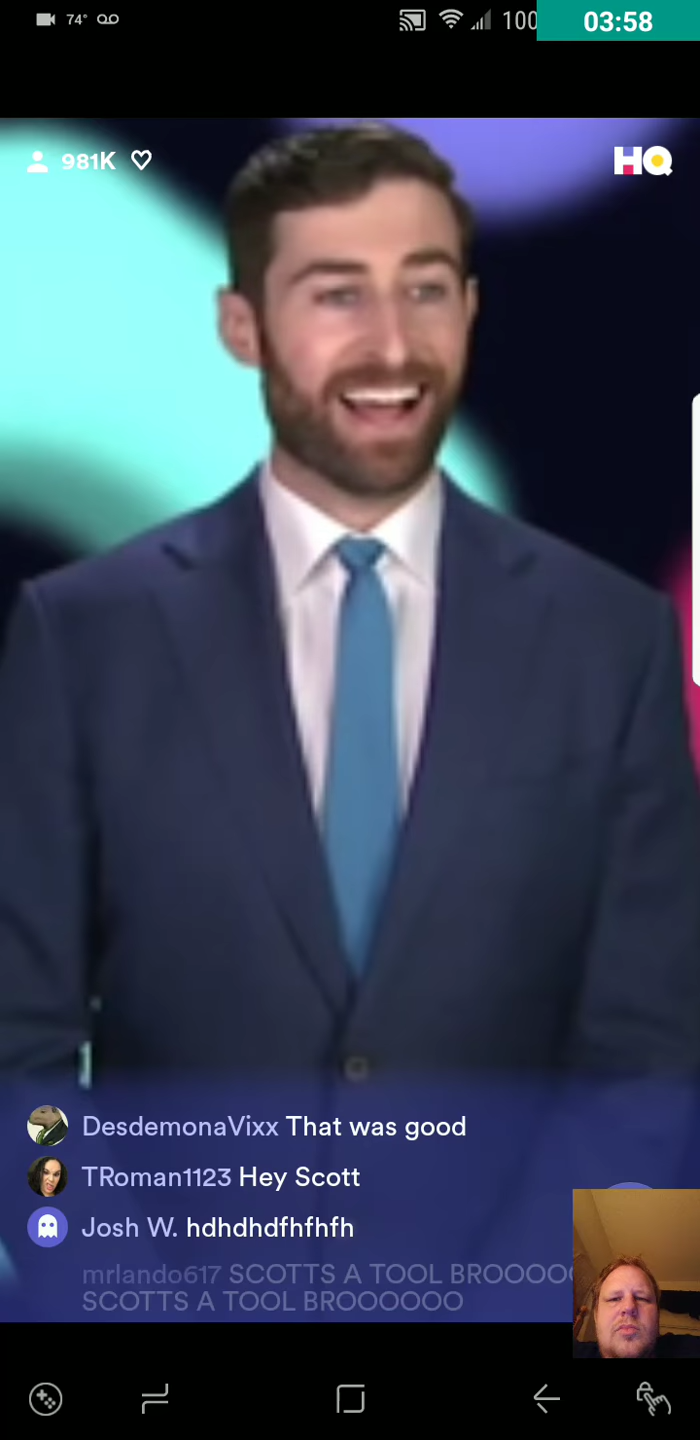 74°
100
03:58
981K
HQ
DesdemonaVixx That was good
TRoman1123 Hey Scott
Josh W. hdhdhdfhfhfh
mrlando617 SCOTTS A TOOL BROOOO
SCOTTS A TOOL BROOOOOO